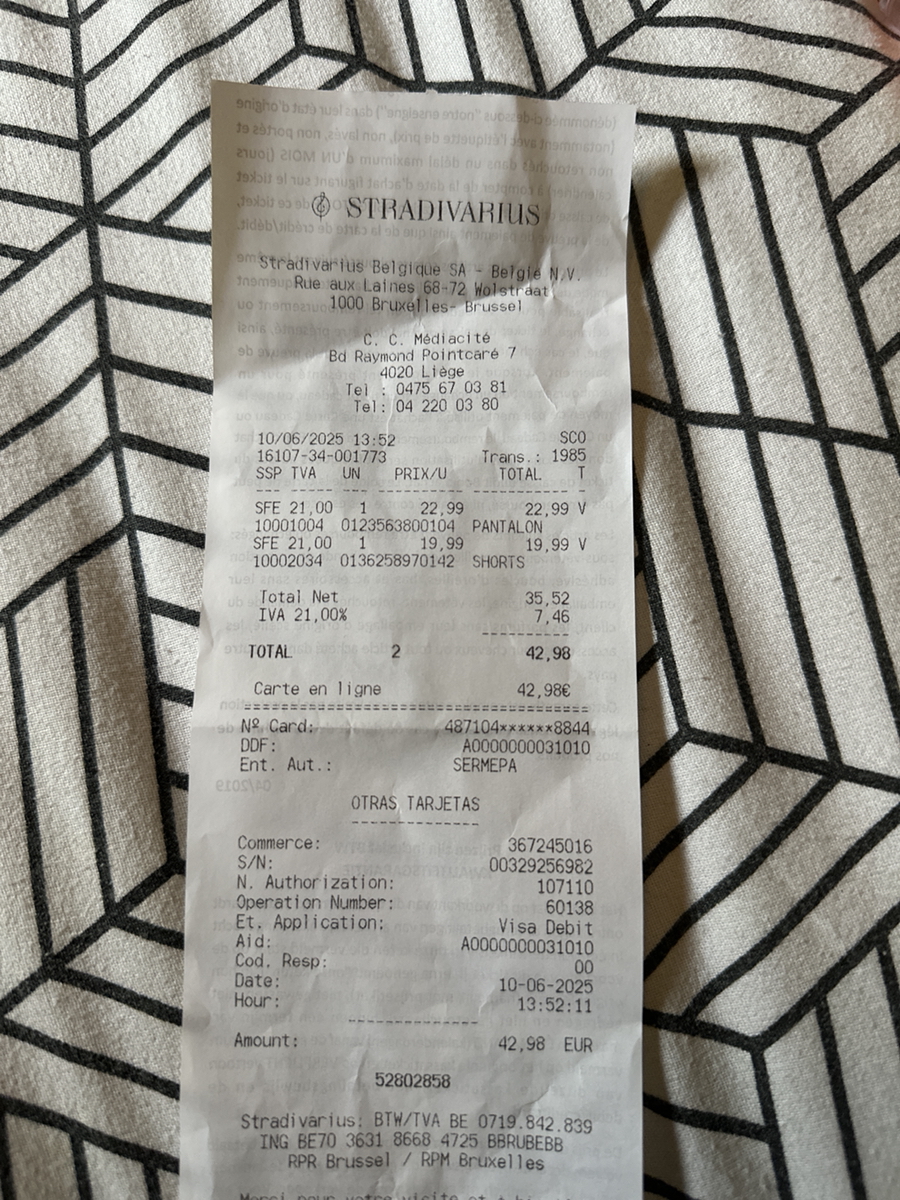 STRADIVARIUS
Stradivarius Belgique SA - België N.V.
Rue aux Laines 68-72 Wolstraat
1000 Bruxelles- Brussel
C. C. Médiacité
Bd Raymond Pointcaré 7
4020 Liège
Tel : 0475 67 03 81
Tel: 04 220 03 80
10/06/2025 13:52 SCO
16107-34-001773 Trans.: 1985
SSP TVA UN PRIX/U TOTAL T
SFE 21,00 1 22,99 22,99 V
10001004 0123563800104 PANTALON
SFE 21,00 1 19,99 19,99 V
10002034 0136258970142 SHORTS
Total Net 35,52
IVA 21,00% 7,46
TOTAL 2 42,98
Carte en ligne 42,98€
Nº Card: 487104******8844
DDF: A0000000031010
Ent. Aut.: SERMEPA
OTRAS TARJETAS
Commerce: 367245016
S/N: 00329256982
N. Authorization: 107110
Operation Number: 60138
Et. Application: Visa Debit
Aid: A0000000031010
Cod. Resp: 00
Date: 10-06-2025
Hour: 13:52:11
Amount: 42,98 EUR
52802858
Stradivarius: BTW/TVA BE 0719.842.839
ING BE70 3631 8668 4725 BBRUBEBB
RPR Brussel / RPM Bruxelles
Merci pour votre visite et à